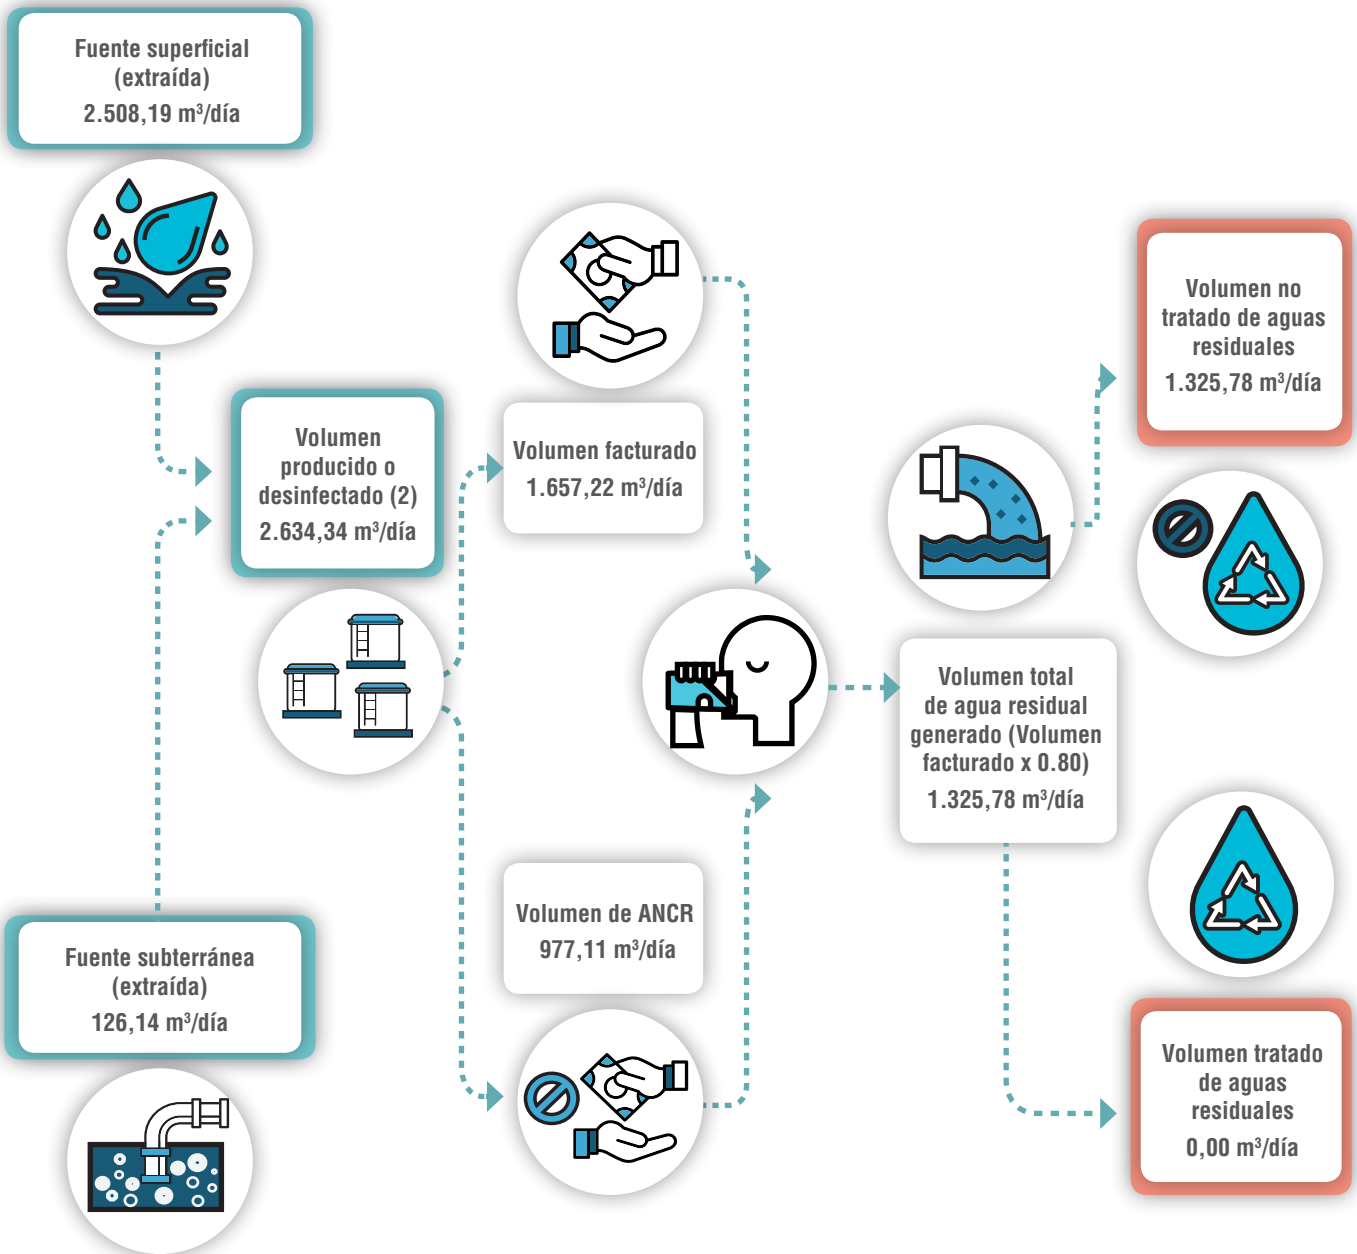 Fuente superficial
(extraída)
2.508,19 m³/día
Volumen
producido o
desinfectado (2)
2.634,34 m³/día
Fuente subterránea
(extraída)
126,14 m³/día
Volumen facturado
1.657,22 m³/día
Volumen de ANCR
977,11 m³/día
Volumen total
de agua residual
generado (Volumen
facturado x 0.80)
1.325,78 m³/día
Volumen no
tratado de aguas
residuales
1.325,78 m³/día
Volumen tratado
de aguas
residuales
0,00 m³/día